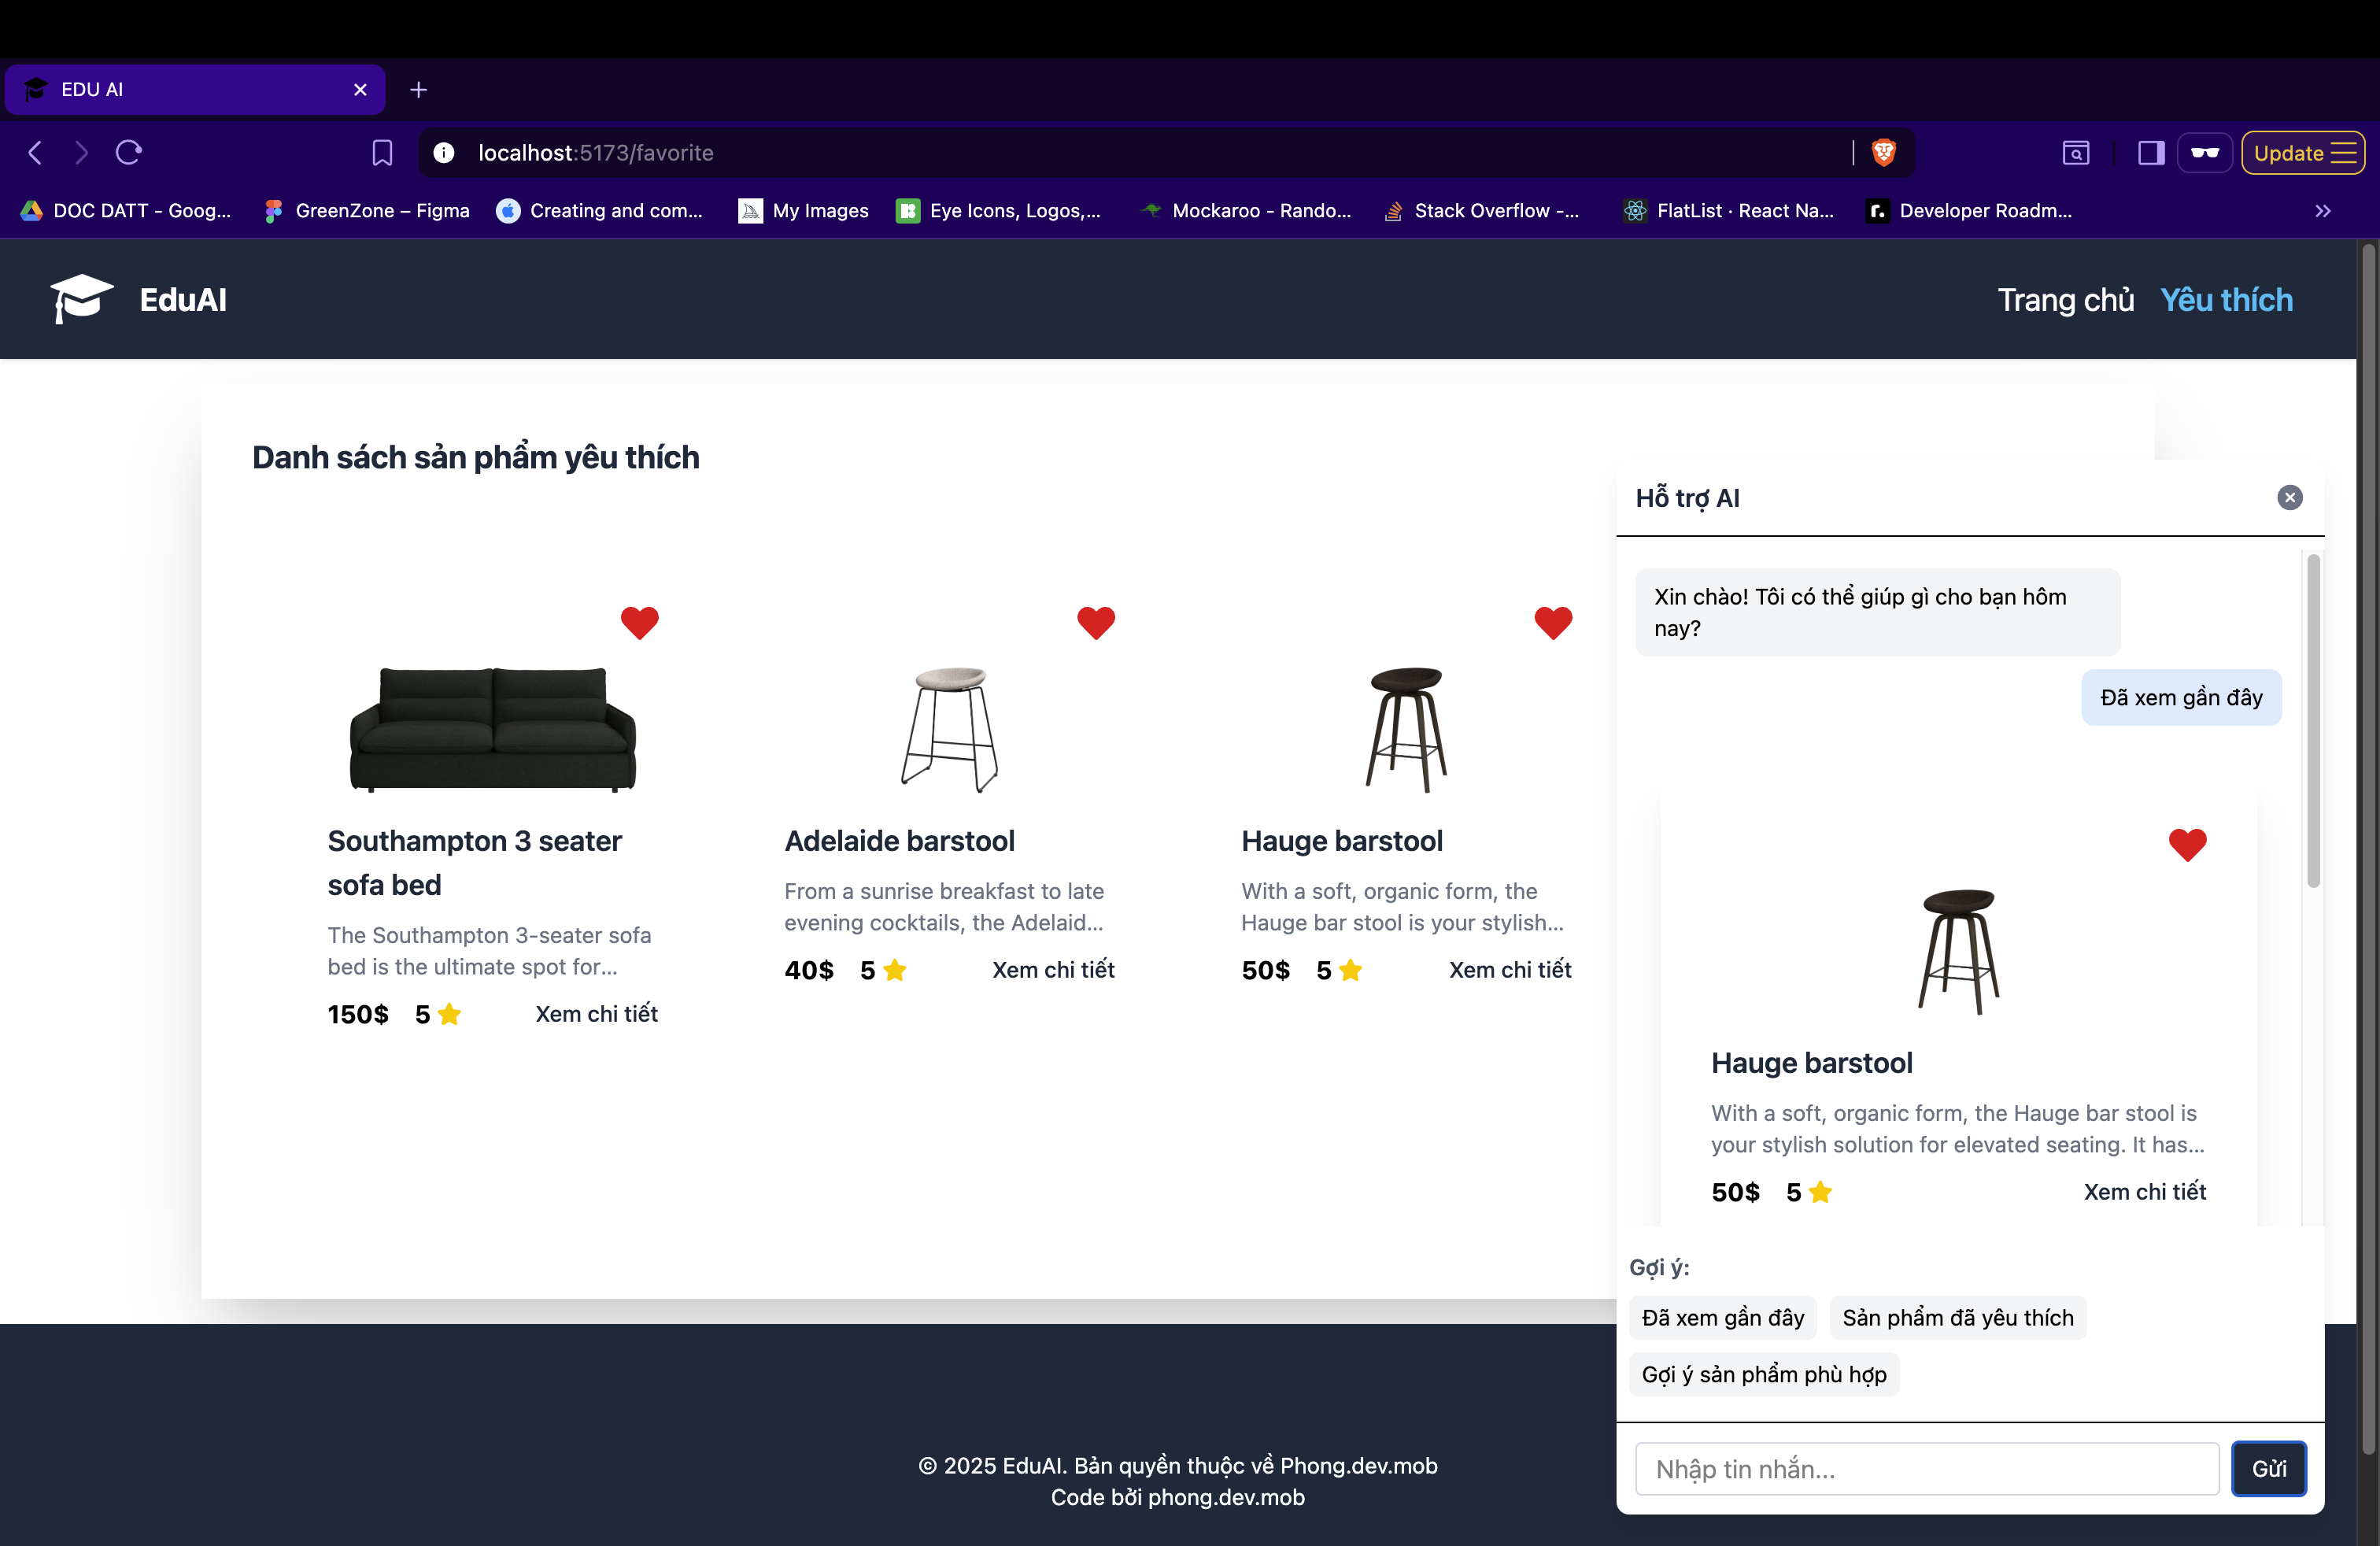 EDU AI
localhost:5173/favorite
Update
DOC DATT - Goog...
GreenZone – Figma
Creating and com...
My Images
Eye Icons, Logos,...
Mockaroo - Rando...
Stack Overflow -...
FlatList · React Na...
Developer Roadm...
EduAI
Trang chủ
Yêu thích
Danh sách sản phẩm yêu thích
Southampton 3 seater
sofa bed
The Southampton 3-seater sofa
bed is the ultimate spot for...
150$ 5
Xem chi tiết
Adelaide barstool
From a sunrise breakfast to late
evening cocktails, the Adelaid...
40$ 5
Xem chi tiết
Hauge barstool
With a soft, organic form, the
Hauge bar stool is your stylish...
50$ 5
Xem chi tiết
Hỗ trợ AI
Xin chào! Tôi có thể giúp gì cho bạn hôm
nay?
Đã xem gần đây
Hauge barstool
With a soft, organic form, the Hauge bar stool is
your stylish solution for elevated seating. It has...
50$ 5
Xem chi tiết
Gợi ý:
Đã xem gần đây
Sản phẩm đã yêu thích
Gợi ý sản phẩm phù hợp
Nhập tin nhắn...
Gửi
© 2025 EduAI. Bản quyền thuộc về Phong.dev.mob
Code bởi phong.dev.mob